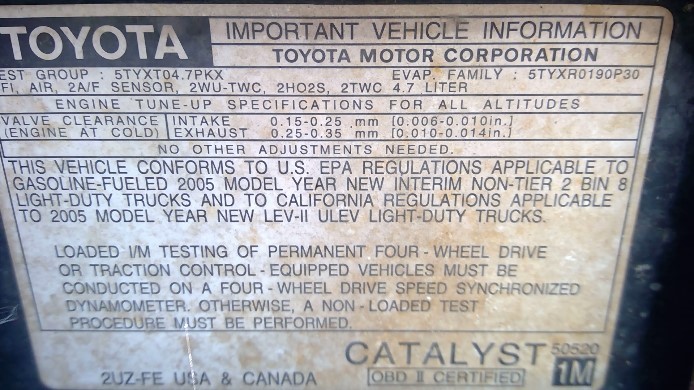 TOYOTA
IMPORTANT VEHICLE INFORMATION
TOYOTA MOTOR CORPORATION
EST GROUP : 5TYXT04.7PKX EVAP. FAMILY : 5TYXR0190P30
FI, AIR, 2A/F SENSOR, 2WU-TWC, 2HO2S, 2TWC 4.7 LITER
ENGINE TUNE-UP SPECIFICATIONS FOR ALL ALTITUDES
VALVE CLEARANCE INTAKE 0.15-0.25 mm [0.006-0.010in.]
(ENGINE AT COLD) EXHAUST 0.25-0.35 mm [0.010-0.014in.]
NO OTHER ADJUSTMENTS NEEDED.
THIS VEHICLE CONFORMS TO U.S. EPA REGULATIONS APPLICABLE TO
GASOLINE-FUELED 2005 MODEL YEAR NEW INTERIM NON-TIER 2 BIN 8
LIGHT-DUTY TRUCKS AND TO CALIFORNIA REGULATIONS APPLICABLE
TO 2005 MODEL YEAR NEW LEV-II ULEV LIGHT-DUTY TRUCKS.
LOADED I/M TESTING OF PERMANENT FOUR-WHEEL DRIVE
OR TRACTION CONTROL-EQUIPPED VEHICLES MUST BE
CONDUCTED ON A FOUR-WHEEL DRIVE SPEED SYNCHRONIZED
DYNAMOMETER. OTHERWISE, A NON-LOADED TEST
PROCEDURE MUST BE PERFORMED.
CATALYST 50520
2UZ-FE USA & CANADA OBD II CERTIFIED 1M